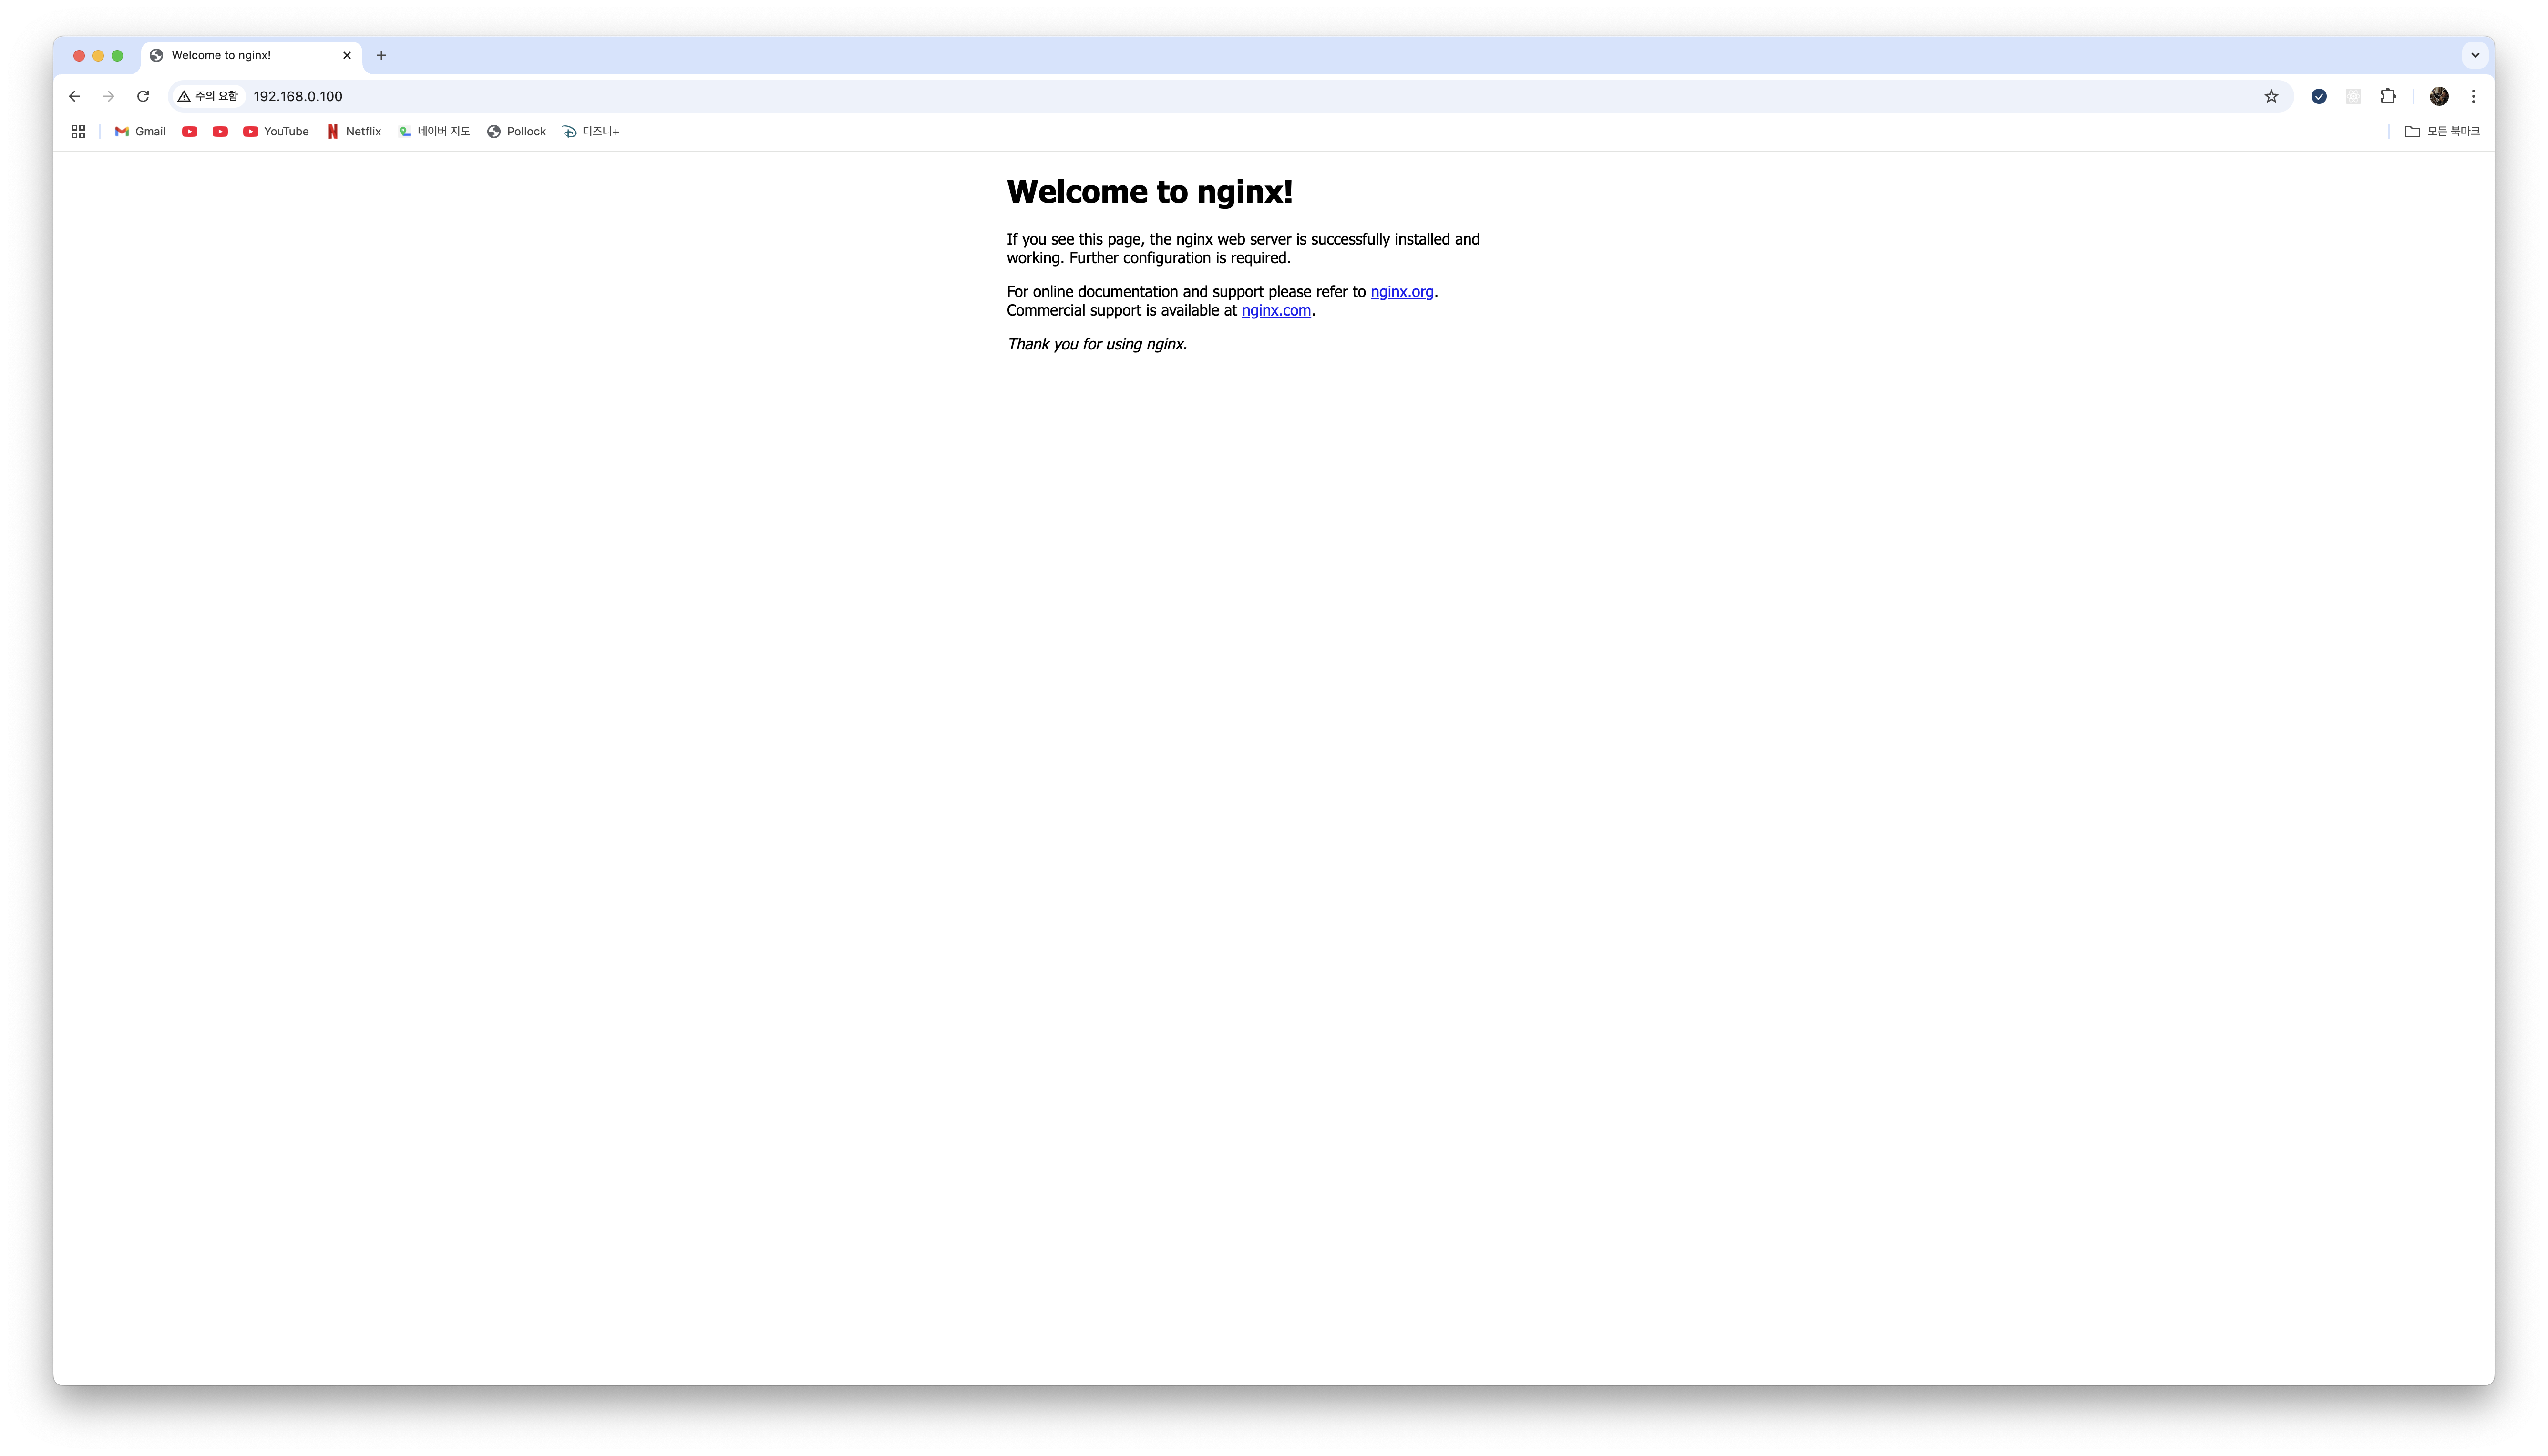 Welcome to nginx!
주의 요함 192.168.0.100
Gmail YouTube Netflix 네이버 지도 Pollock 디즈니+ 모든 북마크
Welcome to nginx!
If you see this page, the nginx web server is successfully installed and
working. Further configuration is required.
For online documentation and support please refer to nginx.org.
Commercial support is available at nginx.com.
Thank you for using nginx.